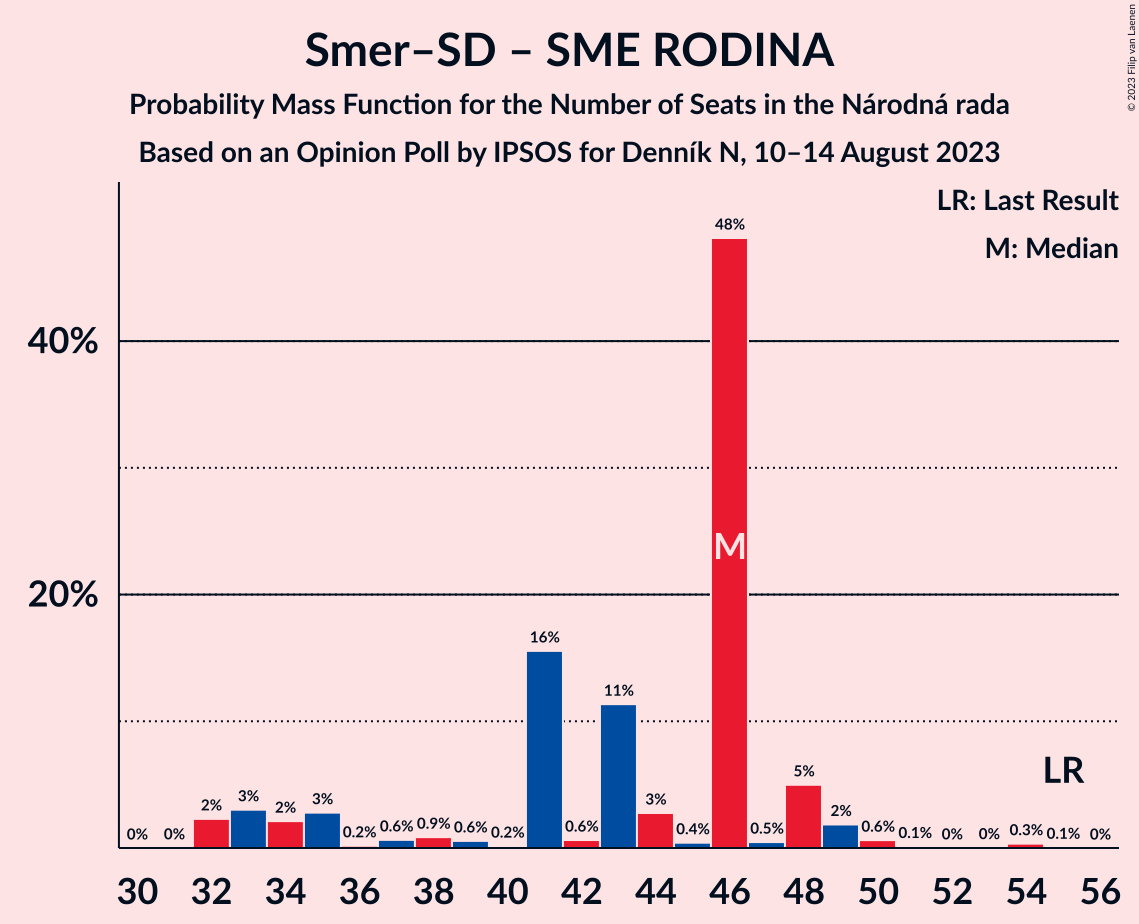 © 2023 Filip van Laenen
Smer–SD – SME RODINA
Probability Mass Function for the Number of Seats in the Národná rada
Based on an Opinion Poll by IPSOS for Denník N, 10–14 August 2023
LR: Last Result
M: Median
40%
20%
0% 0% 2% 3% 2% 3% 0.2% 0.6% 0.9% 0.6% 0.2% 16% 0.6% 11% 3% 0.4% 48% 0.5% 5% 2% 0.6% 0.1% 0% 0% 0.3% 0.1% 0%
M
LR
30 32 34 36 38 40 42 44 46 48 50 52 54 56